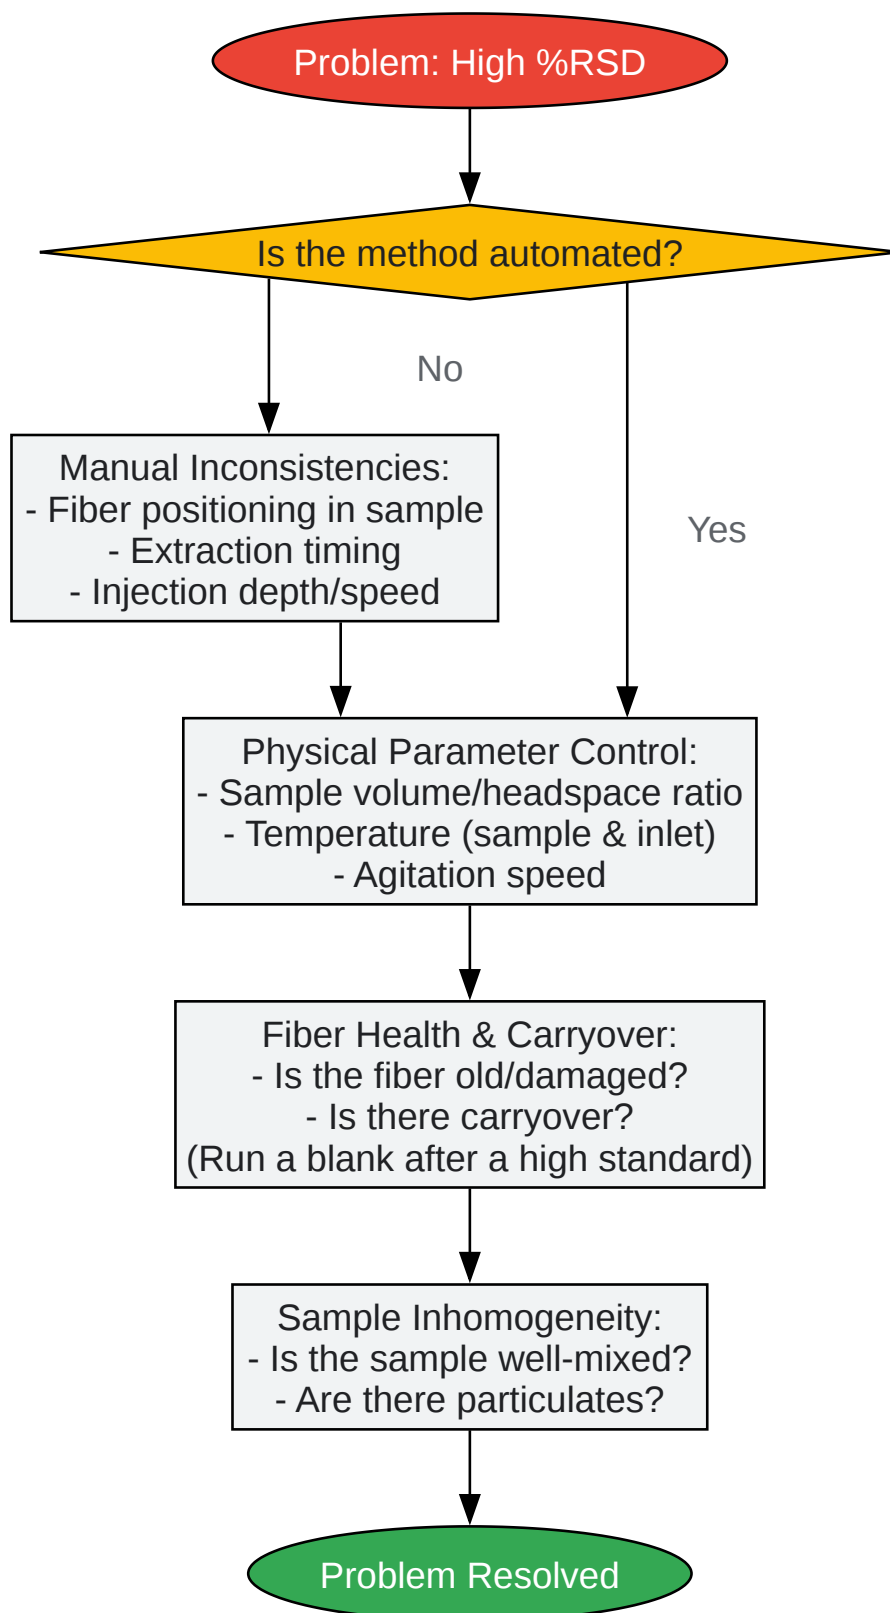 Problem: High %RSD
Is the method automated?
No
Manual Inconsistencies:
- Fiber positioning in sample
- Extraction timing
- Injection depth/speed
Yes
Physical Parameter Control:
- Sample volume/headspace ratio
- Temperature (sample & inlet)
- Agitation speed
Fiber Health & Carryover:
- Is the fiber old/damaged?
- Is there carryover?
(Run a blank after a high standard)
Sample Inhomogeneity:
- Is the sample well-mixed?
- Are there particulates?
Problem Resolved